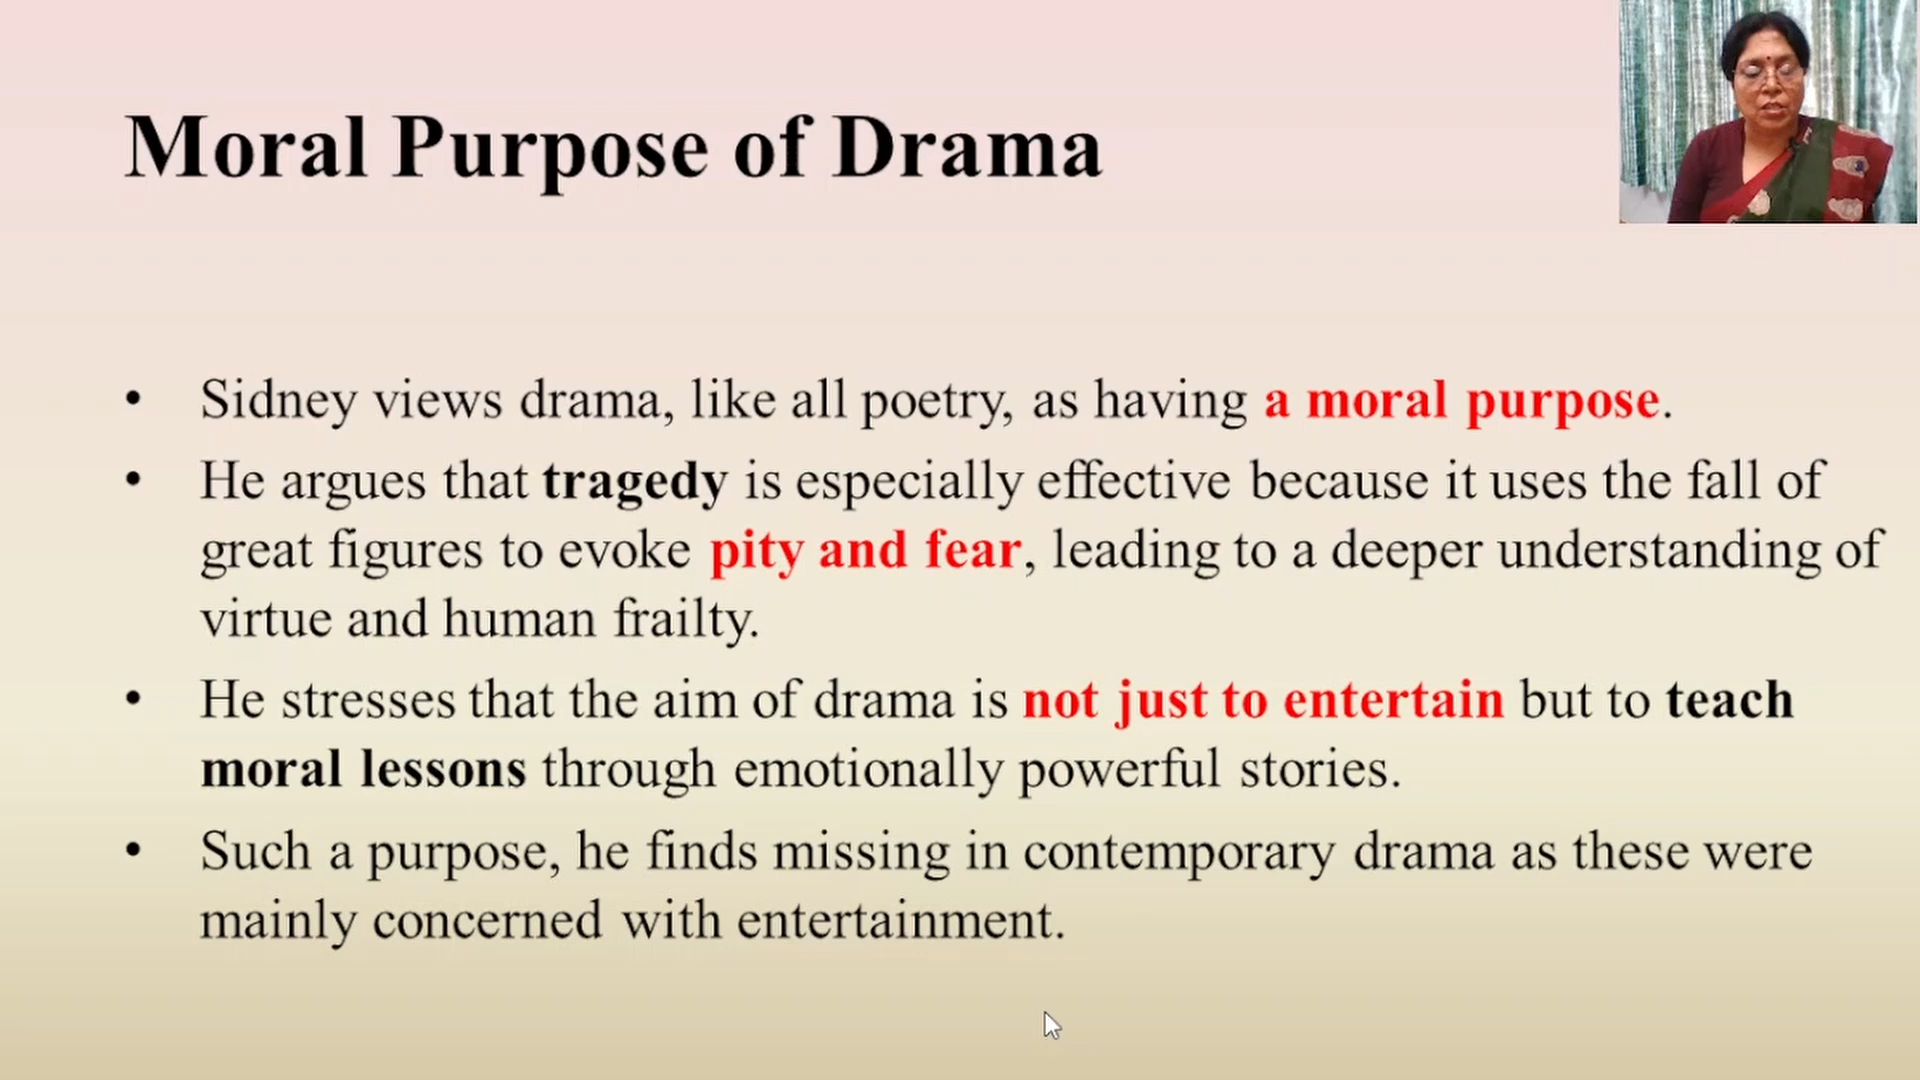 Moral Purpose of Drama
• Sidney views drama, like all poetry, as having a moral purpose.
• He argues that tragedy is especially effective because it uses the fall of
great figures to evoke pity and fear, leading to a deeper understanding of
virtue and human frailty.
• He stresses that the aim of drama is not just to entertain but to teach
moral lessons through emotionally powerful stories.
• Such a purpose, he finds missing in contemporary drama as these were
mainly concerned with entertainment.